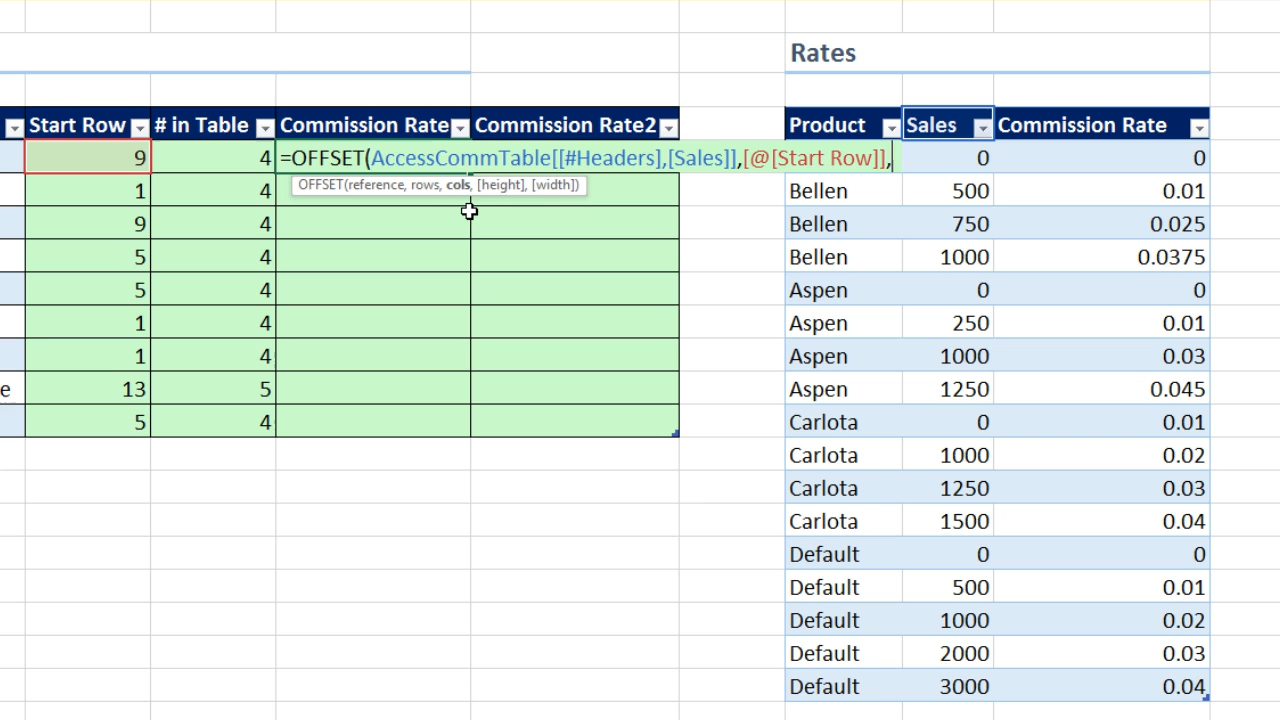 Rates
Start Row # in Table Commission Rate Commission Rate2 Product Sales Commission Rate
9 4 =OFFSET(AccessCommTable[[#Headers],[Sales]],[@[Start Row]], 0 0
OFFSET(reference, rows, cols, [height], [width])
1 4 Bellen 500 0.01
9 4 Bellen 750 0.025
5 4 Bellen 1000 0.0375
5 4 Aspen 0 0
1 4 Aspen 250 0.01
1 4 Aspen 1000 0.03
e 13 5 Aspen 1250 0.045
5 4 Carlota 0 0.01
Carlota 1000 0.02
Carlota 1250 0.03
Carlota 1500 0.04
Default 0 0
Default 500 0.01
Default 1000 0.02
Default 2000 0.03
Default 3000 0.04